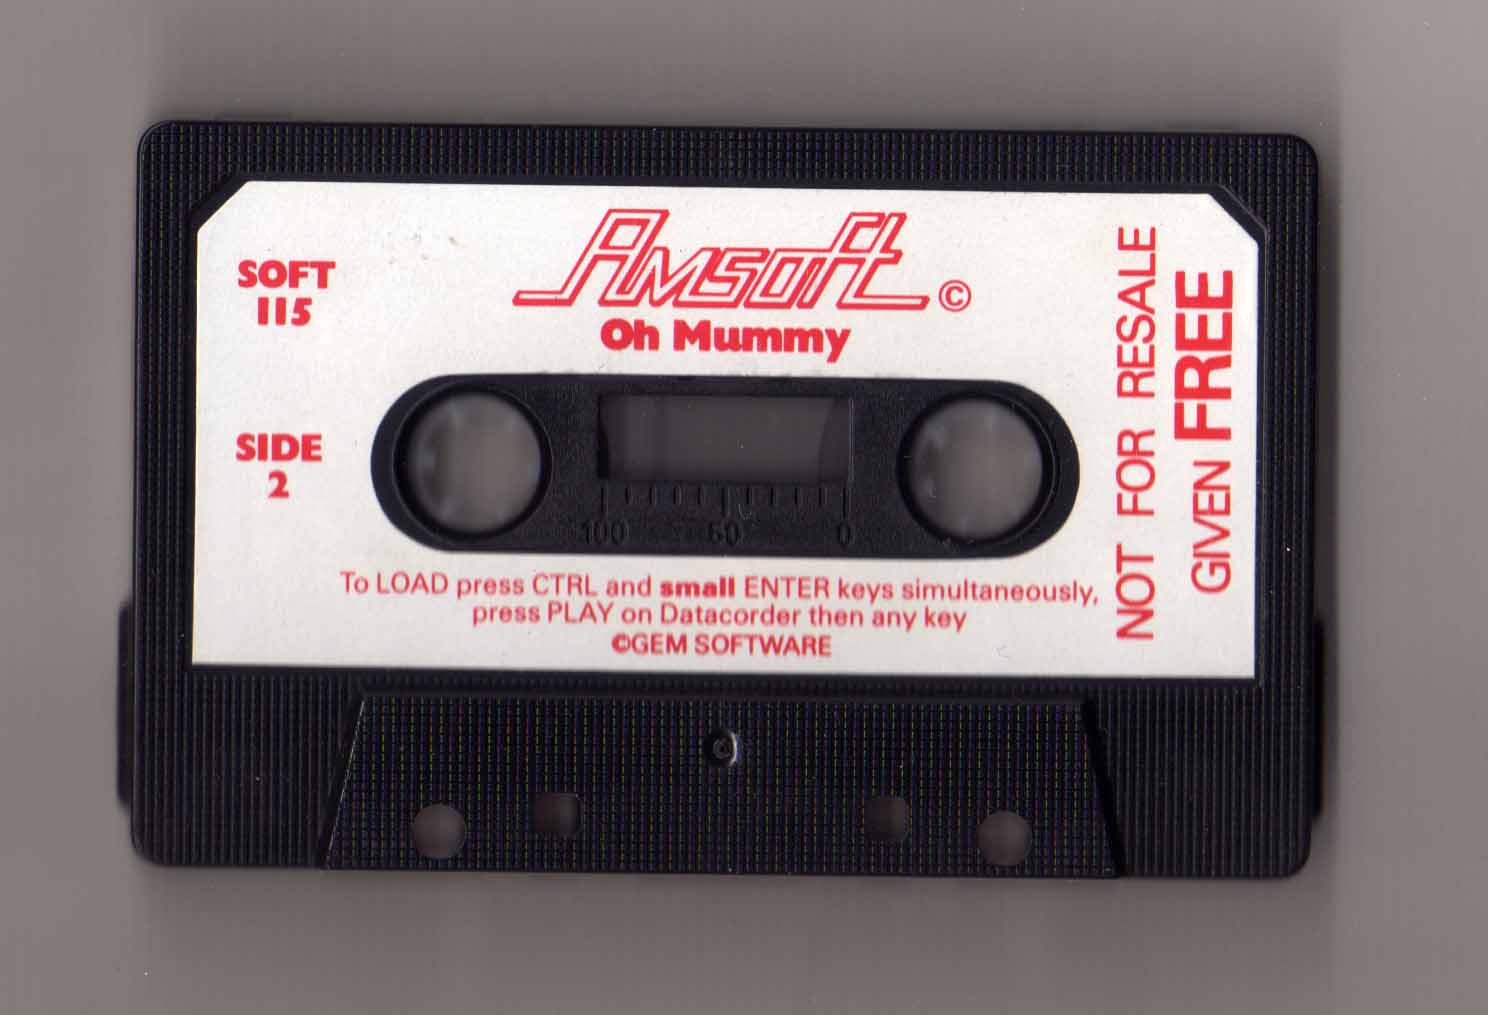 Amsoft ©
Oh Mummy
SOFT
115
SIDE
2
100 50 0
To LOAD press CTRL and small ENTER keys simultaneously,
press PLAY on Datacorder then any key
©GEM SOFTWARE
NOT FOR RESALE
GIVEN FREE